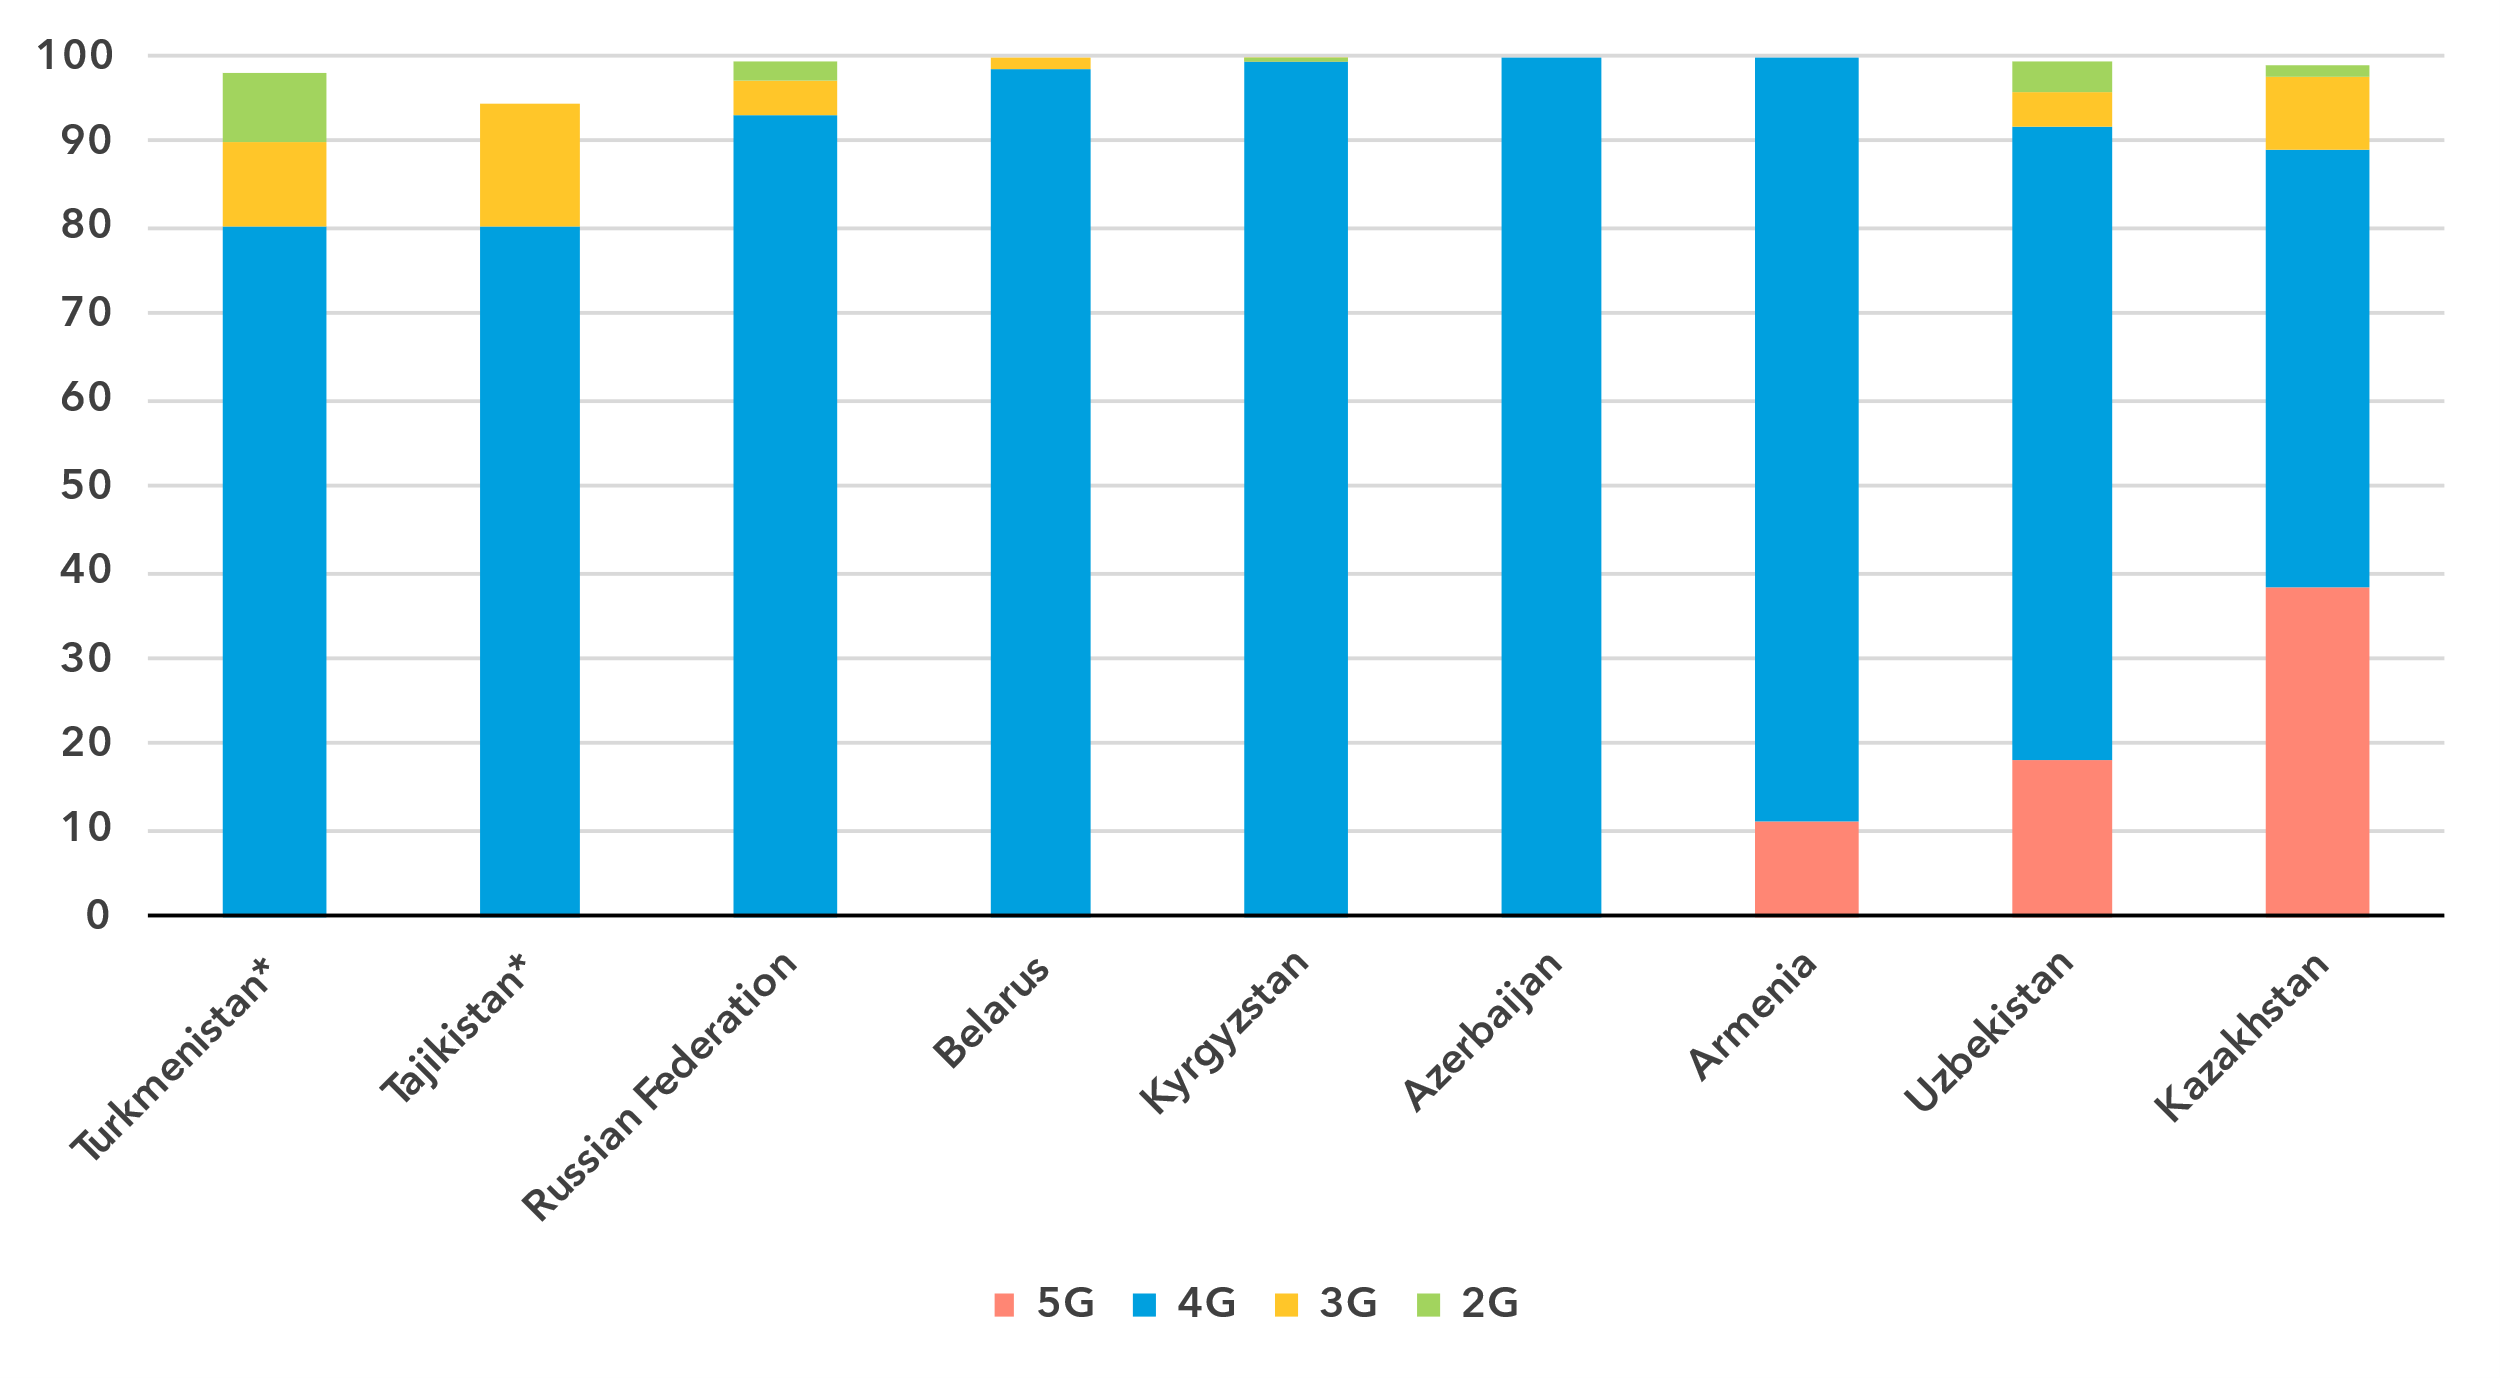 100
90
80
70
60
50
40
30
20
10
0
Turkmenistan*
Tajikistan*
Russian Federation
Belarus
Kyrgyzstan
Azerbaijan
Armenia
Uzbekistan
Kazakhstan
5G 4G 3G 2G